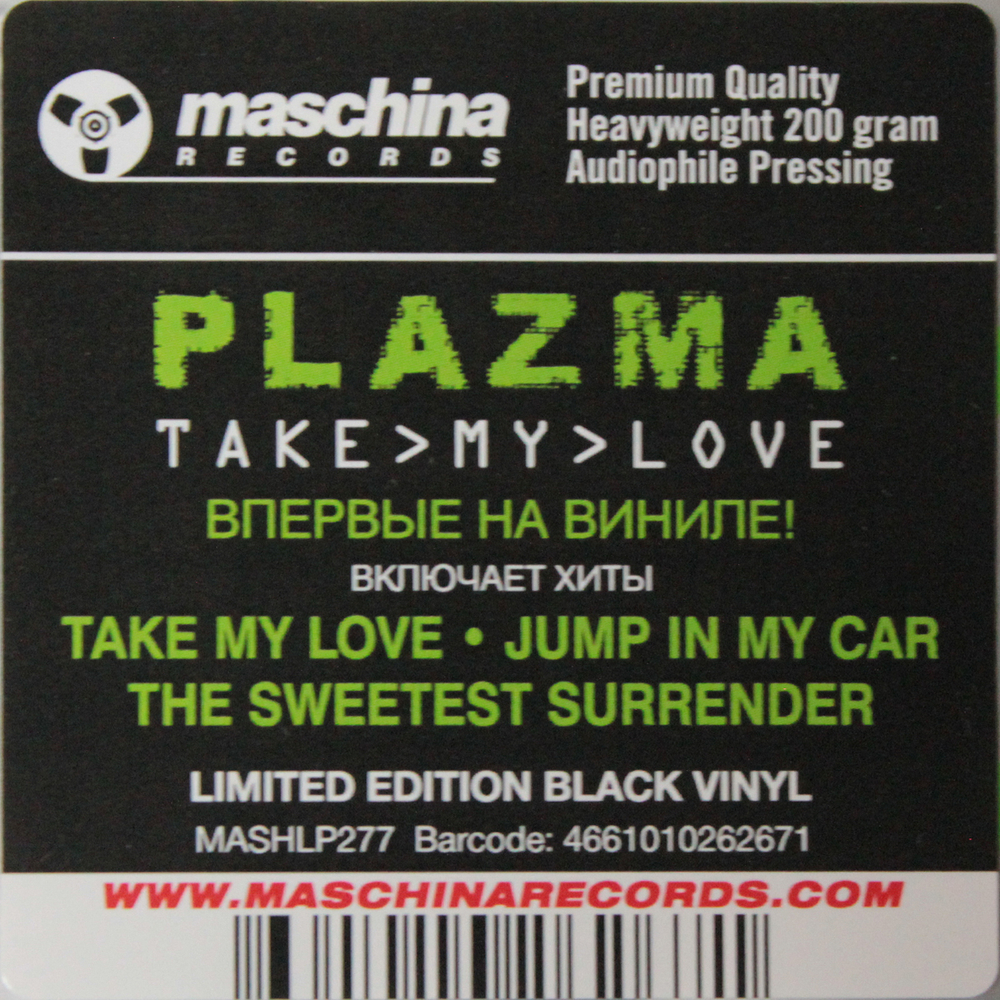 maschina
RECORDS
Premium Quality
Heavyweight 200 gram
Audiophile Pressing
PLAZMA
TAKE>MY>LOVE
ВПЕРВЫЕ НА ВИНИЛЕ!
ВКЛЮЧАЕТ ХИТЫ
TAKE MY LOVE • JUMP IN MY CAR
THE SWEETEST SURRENDER
LIMITED EDITION BLACK VINYL
MASHLP277 Barcode: 4661010262671
WWW.MASCHINARECORDS.COM